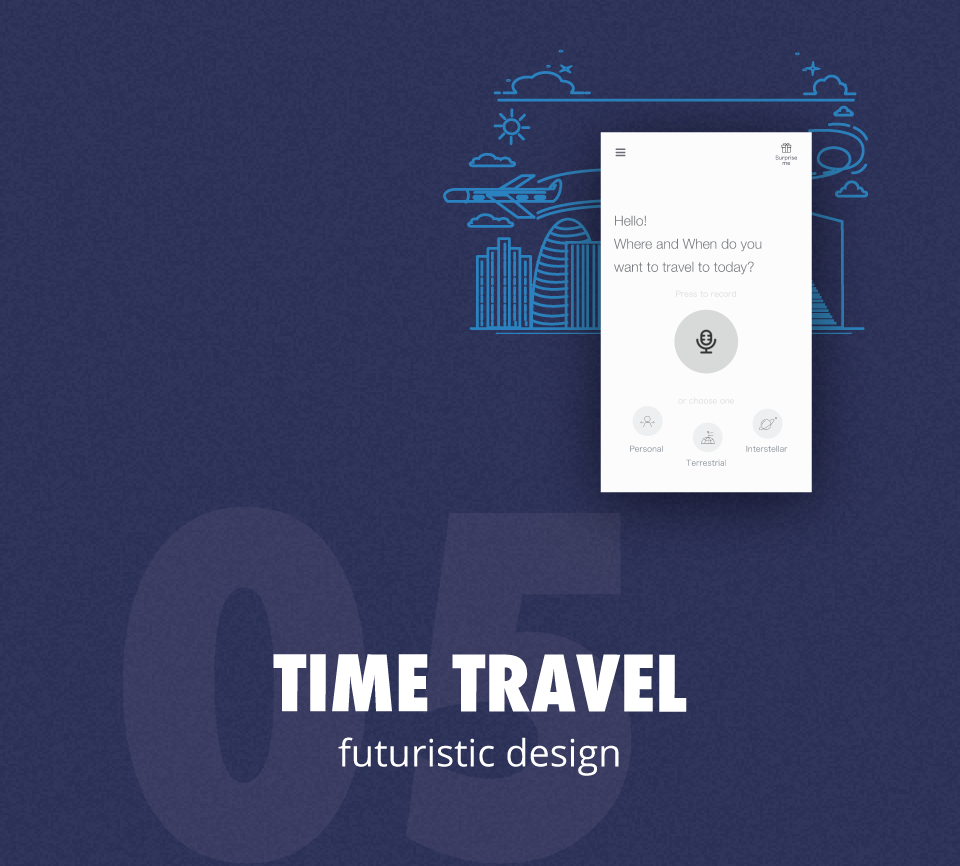 Surprise
me
Hello!
Where and When do you
want to travel to today?
Press to record
or choose one
Personal
Terrestrial
Interstellar
05
TIME TRAVEL
futuristic design